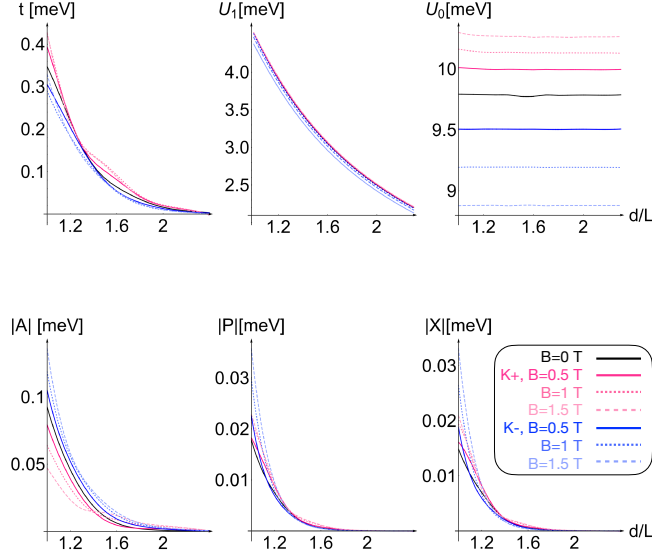 t [meV]
U1[meV]
U0[meV]
0.4
0.3
0.2
0.1
1.2 1.6 2
4.0
3.5
3.0
2.5
1.2 1.6 2
10
9.5
9
1.2 1.6 2 d/L
|A| [meV]
|P|[meV]
|X|[meV]
0.1
0.05
1.2 1.6 2
0.03
0.02
0.01
1.2 1.6 2
0.03
0.02
0.01
1.2 1.6 2 d/L
B=0 T
K+, B=0.5 T
B=1 T
B=1.5 T
K-, B=0.5 T
B=1 T
B=1.5 T